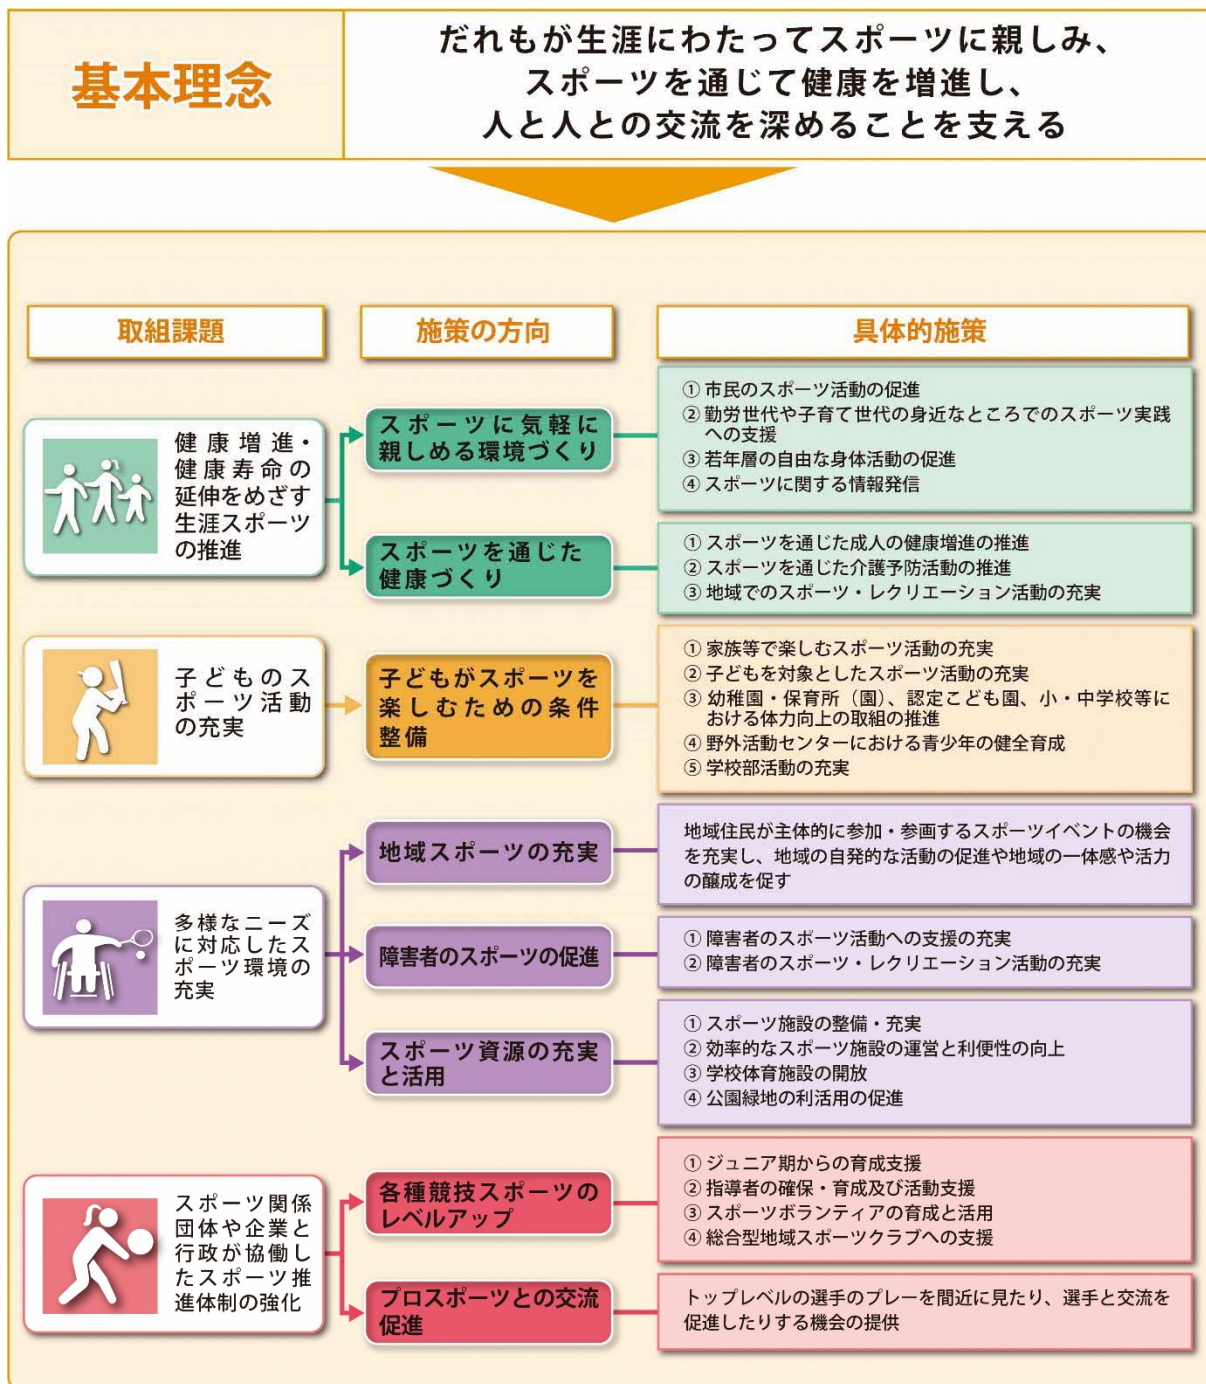 基本理念
だれもが生涯にわたってスポーツに親しみ、
スポーツを通じて健康を増進し、
人と人との交流を深めることを支える
取組課題
施策の方向
具体的施策
健康増進・
健康寿命の
延伸をめざす
生涯スポーツ
の推進
スポーツに気軽に
親しめる環境づくり
① 市民のスポーツ活動の促進
② 勤労世代や子育て世代の身近なところでのスポーツ実践
への支援
③ 若年層の自由な身体活動の促進
④ スポーツに関する情報発信
スポーツを通じた
健康づくり
① スポーツを通じた成人の健康増進の推進
② スポーツを通じた介護予防活動の推進
③ 地域でのスポーツ・レクリエーション活動の充実
子どものス
ポーツ活動
の充実
子どもがスポーツを
楽しむための条件
整備
① 家族等で楽しむスポーツ活動の充実
② 子どもを対象としたスポーツ活動の充実
③ 幼稚園・保育所（園）、認定こども園、小・中学校等に
おける体力向上の取組の推進
④ 野外活動センターにおける青少年の健全育成
⑤ 学校部活動の充実
多様なニーズ
に対応したス
ポーツ環境の
充実
地域スポーツの充実
地域住民が主体的に参加・参画するスポーツイベントの機会
を充実し、地域の自発的な活動の促進や地域の一体感や活力
の醸成を促す
障害者のスポーツの促進
① 障害者のスポーツ活動への支援の充実
② 障害者のスポーツ・レクリエーション活動の充実
スポーツ資源の充実
と活用
① スポーツ施設の整備・充実
② 効率的なスポーツ施設の運営と利便性の向上
③ 学校体育施設の開放
④ 公園緑地の利活用の促進
スポーツ関係
団体や企業と
行政が協働し
たスポーツ推
進体制の強化
各種競技スポーツの
レベルアップ
① ジュニア期からの育成支援
② 指導者の確保・育成及び活動支援
③ スポーツボランティアの育成と活用
④ 総合型地域スポーツクラブへの支援
プロスポーツとの交流
促進
トップレベルの選手のプレーを間近に見たり、選手と交流を
促進したりする機会の提供